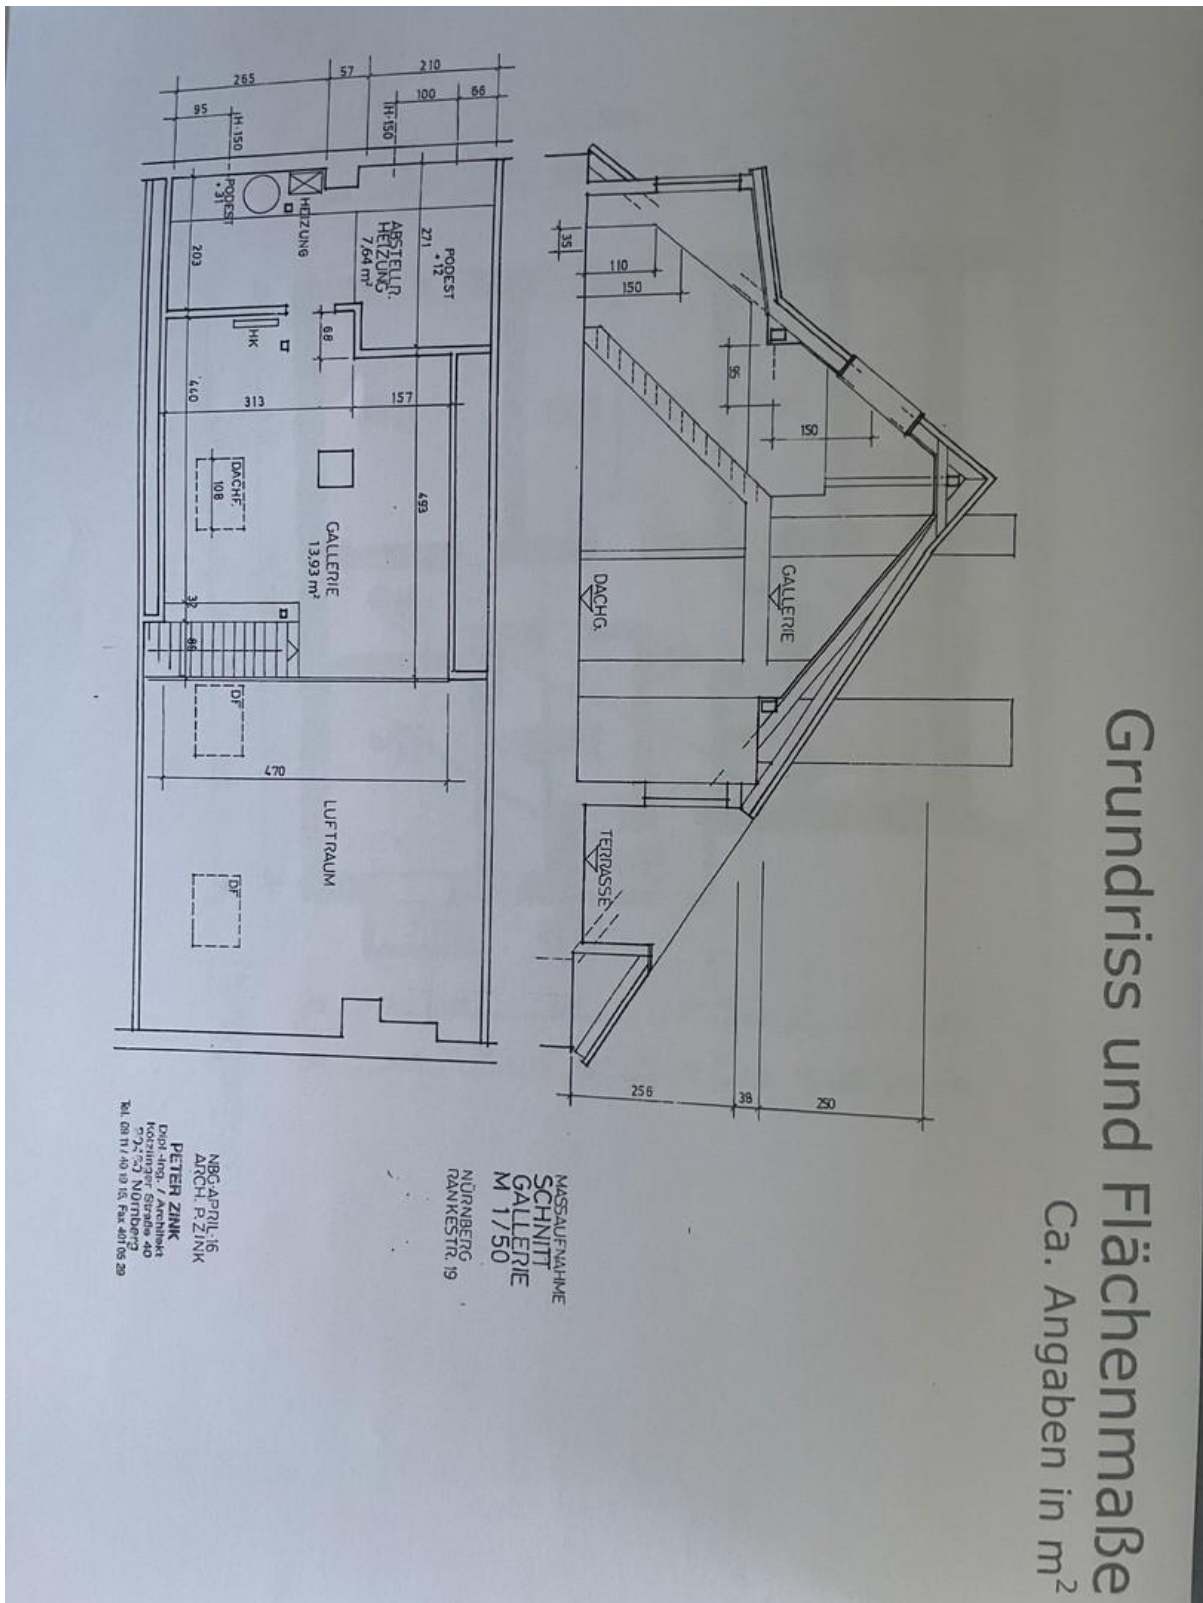 Grundriss und Flächenmaße
Ca. Angaben in m²
35
110
150
95
150
GALLERIE
DACHG.
TERRASSE
256
38
250
265
57
210
95
H·150
H·150
100
66
PODEST
+31
HEIZUNG
ABSTELLR.
HEIZUNG
7,64 m²
271
PODEST
+12
203
HK
68
440
313
157
DACHF.
108
GALLERIE
13,93 m²
493
32
86
DF
470
LUFTRAUM
DF
MASSAUFNAHME
SCHNITT
GALLERIE
M 1/50
NÜRNBERG
RANKESTR. 19
NBG·APRIL·16
ARCH. P. ZINK
PETER ZINK
Dipl.-Ing. / Architekt
Straße 40
Nürnberg